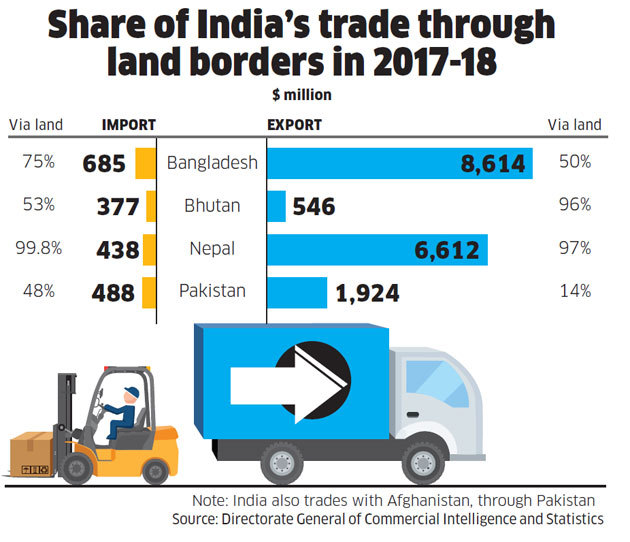 Share of India's trade through
land borders in 2017-18
$ million
Via land IMPORT EXPORT Via land
75% 685 Bangladesh 8,614 50%
53% 377 Bhutan 546 96%
99.8% 438 Nepal 6,612 97%
48% 488 Pakistan 1,924 14%
Note: India also trades with Afghanistan, through Pakistan
Source: Directorate General of Commercial Intelligence and Statistics